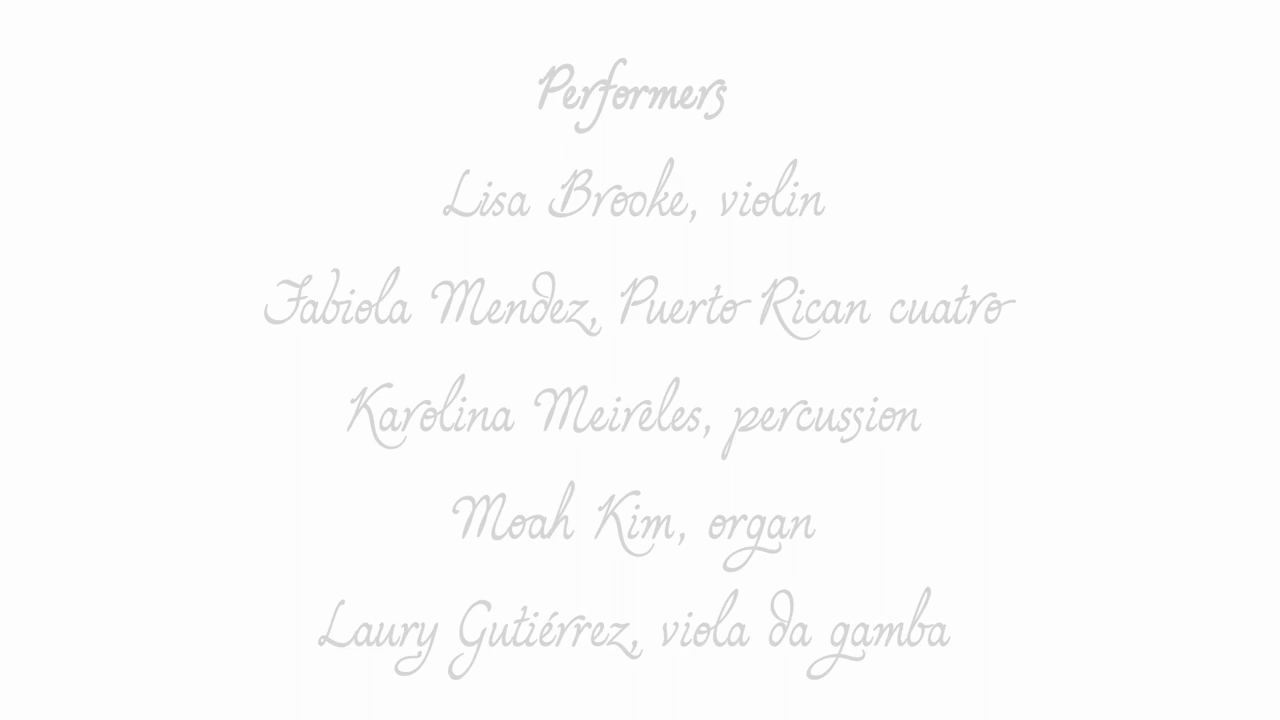 Performers
Lisa Brooke, violin
Fabiola Mendez, Puerto Rican cuatro
Karolina Meireles, percussion
Moah Kim, organ
Laury Gutiérrez, viola da gamba